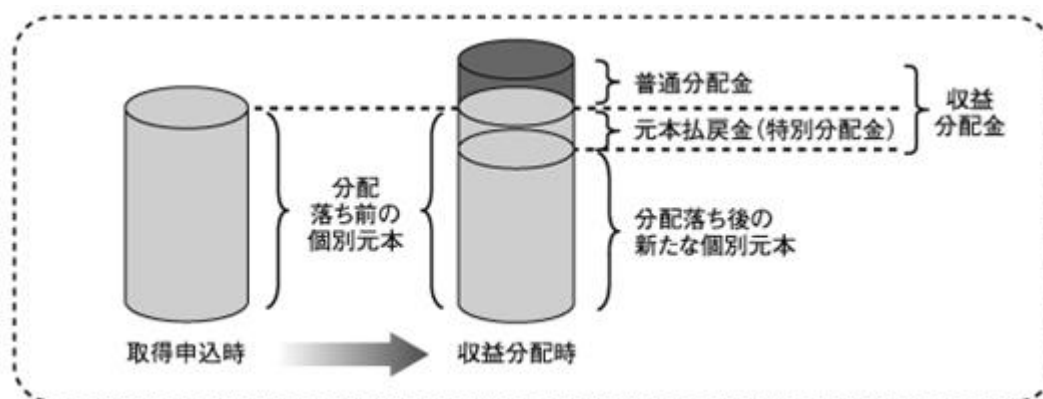 普通分配金
元本払戻金(特別分配金)
収益
分配金
分配
落ち前の
個別元本
分配落ち後の
新たな個別元本
取得申込時
収益分配時